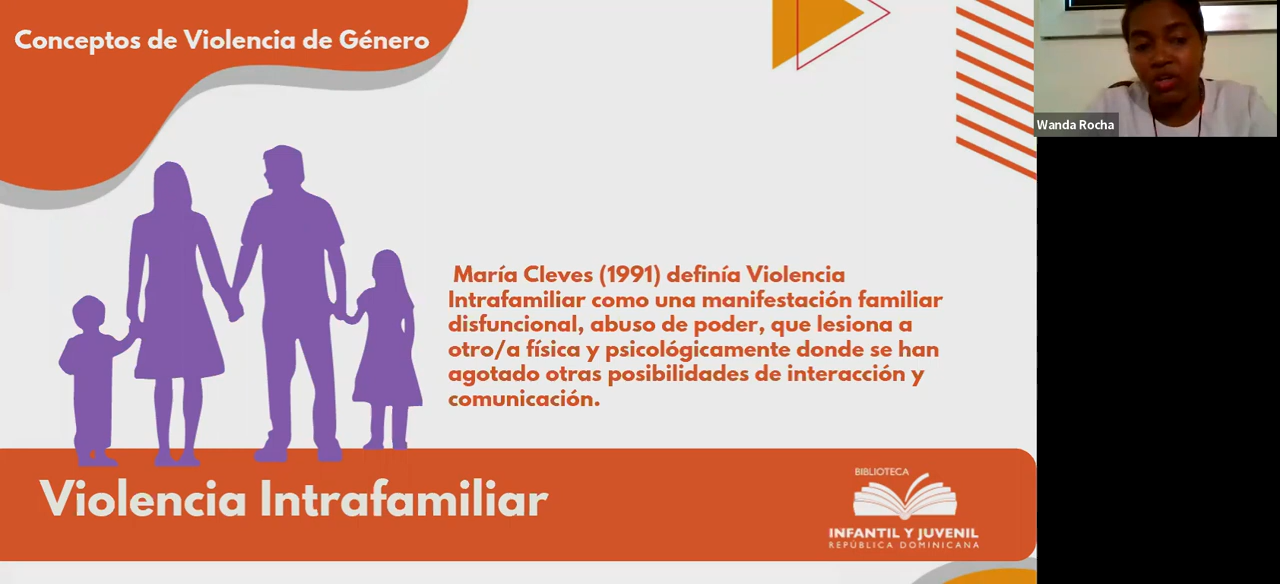 Conceptos de Violencia de Género
Wanda Rocha
María Cleves (1991) definía Violencia
Intrafamiliar como una manifestación familiar
disfuncional, abuso de poder, que lesiona a
otro/a física y psicológicamente donde se han
agotado otras posibilidades de interacción y
comunicación.
Violencia Intrafamiliar
BIBLIOTECA
INFANTIL Y JUVENIL
REPÚBLICA DOMINICANA